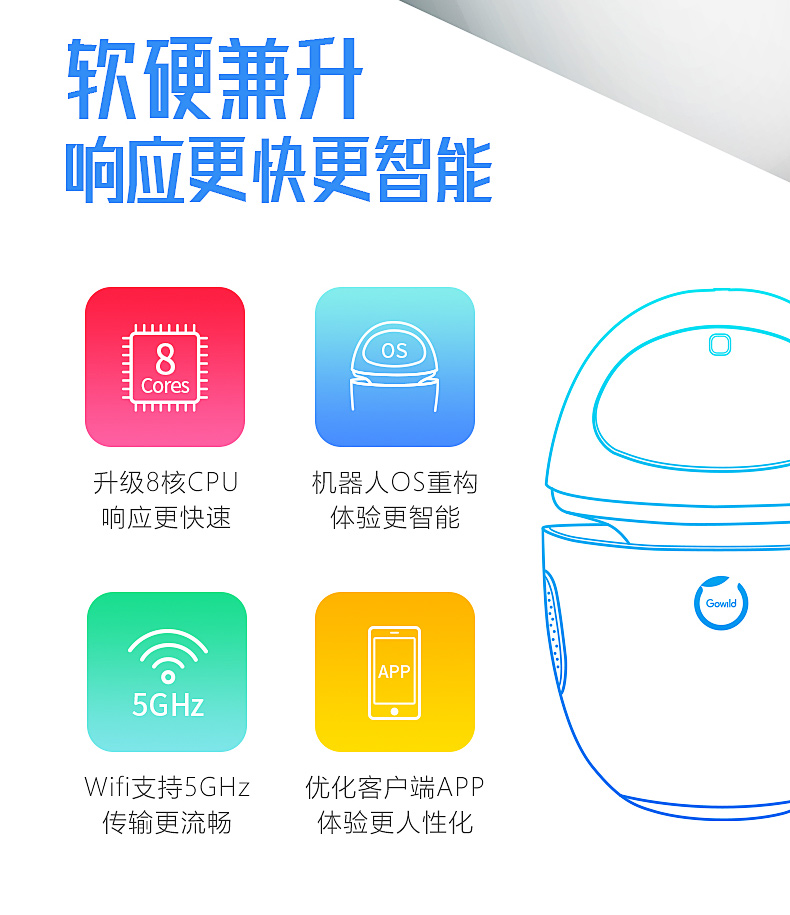 软硬兼升
响应更快更智能
8
Cores
OS
升级8核CPU
响应更快速
机器人OS重构
体验更智能
Gowild
5GHz
APP
Wifi支持5GHz
传输更流畅
优化客户端APP
体验更人性化